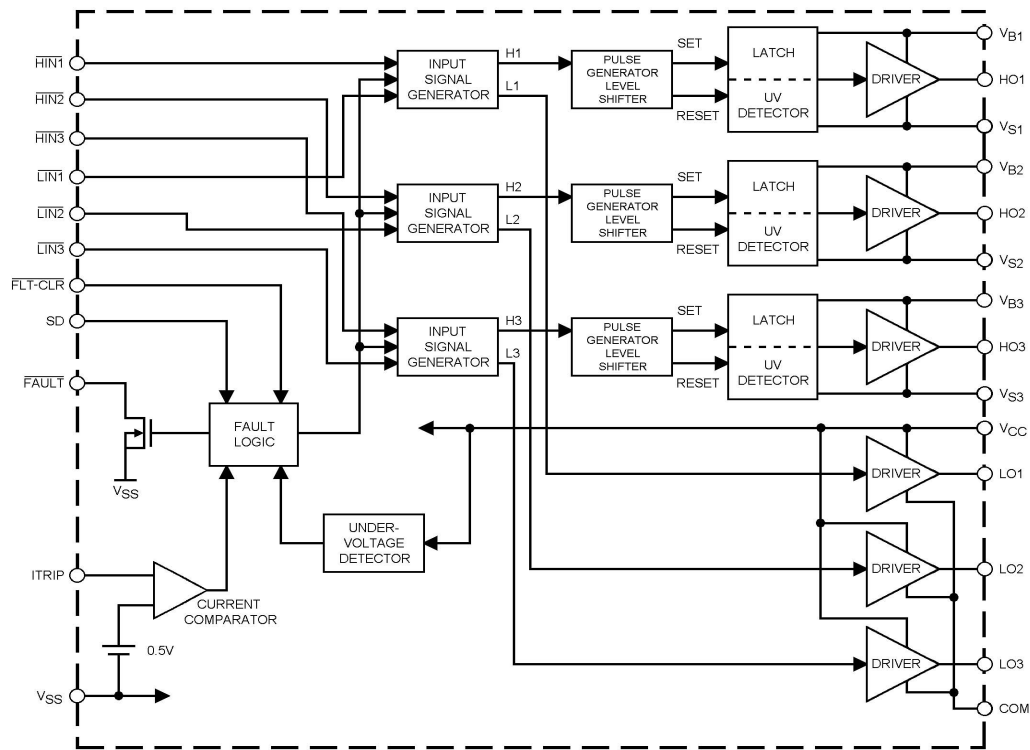 HIN1
HIN2
HIN3
LIN1
LIN2
LIN3
FLT-CLR
SD
FAULT
VSS
ITRIP
VSS
INPUT
SIGNAL
GENERATOR
H1
L1
PULSE
GENERATOR
LEVEL
SHIFTER
SET
RESET
LATCH
UV
DETECTOR
DRIVER
VB1
HO1
VS1
INPUT
SIGNAL
GENERATOR
H2
L2
PULSE
GENERATOR
LEVEL
SHIFTER
SET
RESET
LATCH
UV
DETECTOR
DRIVER
VB2
HO2
VS2
INPUT
SIGNAL
GENERATOR
H3
L3
PULSE
GENERATOR
LEVEL
SHIFTER
SET
RESET
LATCH
UV
DETECTOR
DRIVER
VB3
HO3
VS3
FAULT
LOGIC
UNDER-
VOLTAGE
DETECTOR
CURRENT
COMPARATOR
0.5V
VCC
DRIVER
LO1
DRIVER
LO2
DRIVER
LO3
COM